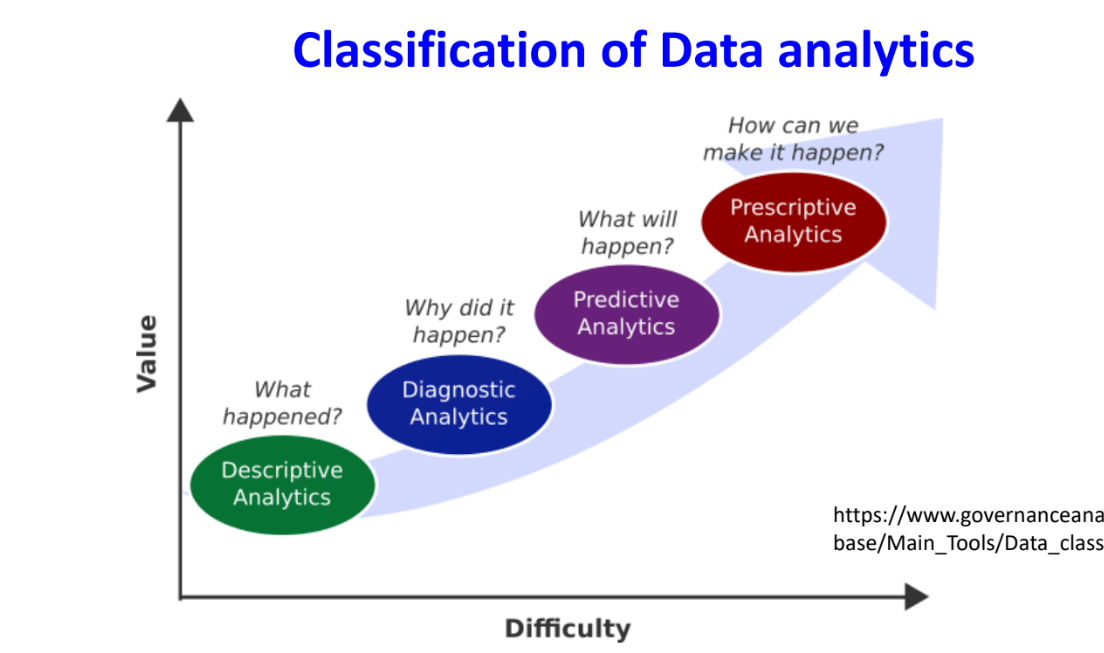 Classification of Data analytics
How can we
make it happen?
Prescriptive
Analytics
What will
happen?
Predictive
Analytics
Why did it
happen?
Diagnostic
Analytics
What
happened?
Descriptive
Analytics
Value
Difficulty
https://www.governanceana
base/Main_Tools/Data_class